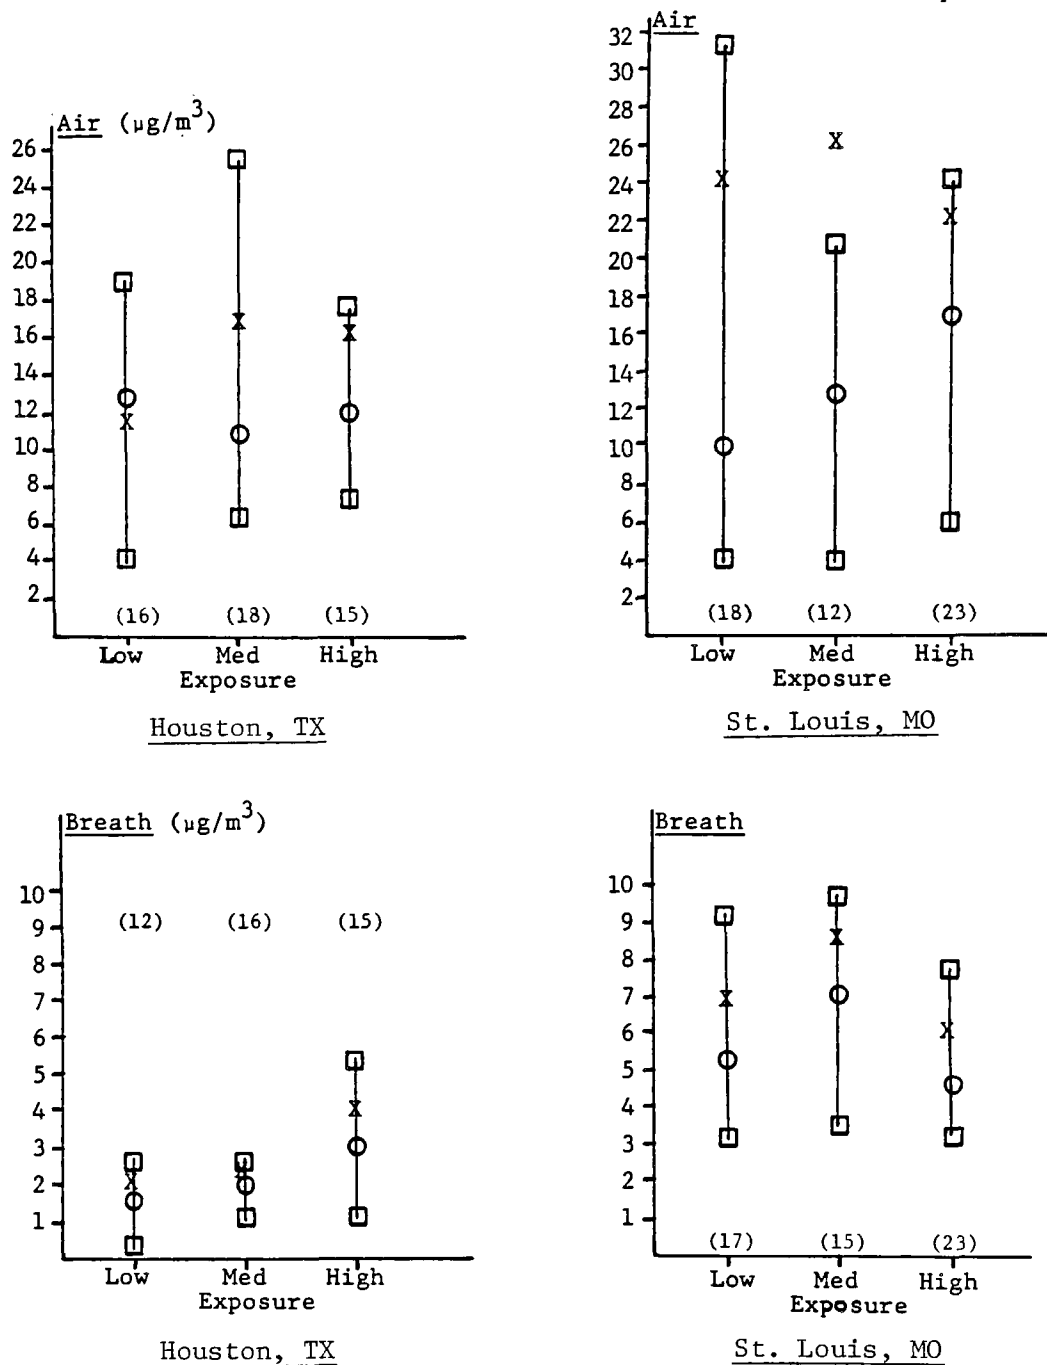 Air (µg/m³)
26
24
22
20
18
16
14
12
10
8
6
4
2
(16) (18) (15)
Low Med High
Exposure
Houston, TX
Air
32
30
28
26
24
22
20
18
16
14
12
10
8
6
4
2
(18) (12) (23)
Low Med High
Exposure
St. Louis, MO
Breath (µg/m³)
10
9
8
7
6
5
4
3
2
1
(12) (16) (15)
Low Med High
Exposure
Houston, TX
Breath
10
9
8
7
6
5
4
3
2
1
(17) (15) (23)
Low Med High
Exposure
St. Louis, MO